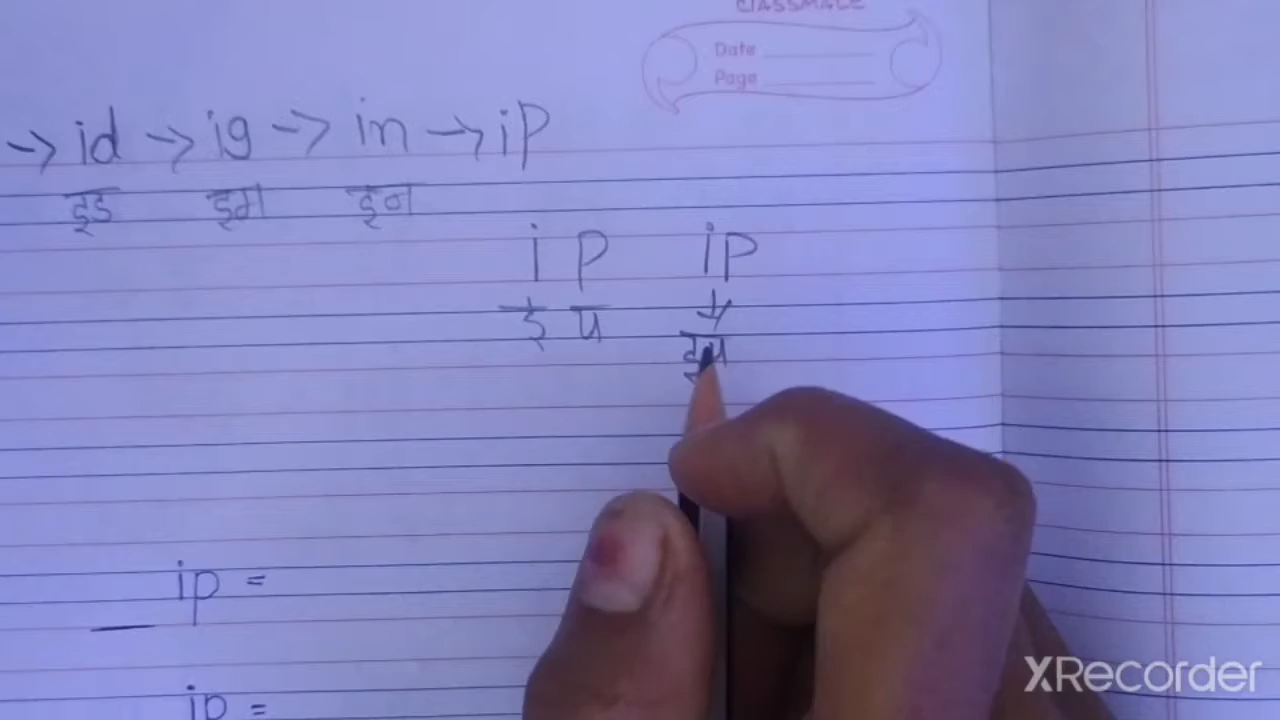 CLASSMATE
Date
Page
→ id → ig → in → ip
इड इग इन
i p ip
इ प ↓
इप
ip =
ip =
XRecorder